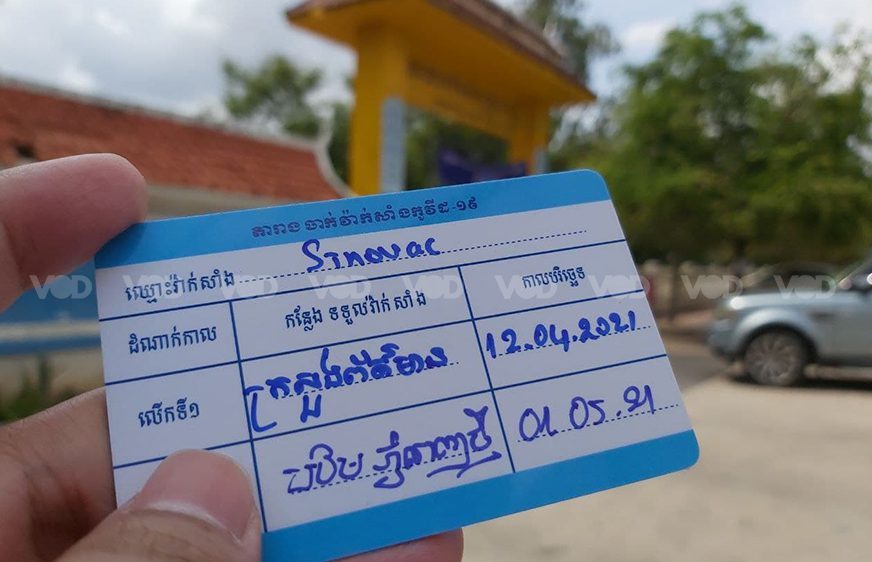 តារាង ចាក់វ៉ាក់សាំងកូវីដ-១៩
ឈ្មោះវ៉ាក់សាំង Sinovac
ដំណាក់កាល កន្លែង ទទួលវ៉ាក់សាំង កាលបរិច្ឆេទ
លើកទី១ ក្រសួងព័ត៌មាន 12.04.2021
01 05.21
VOD VOD VOD VOD VOD VOD